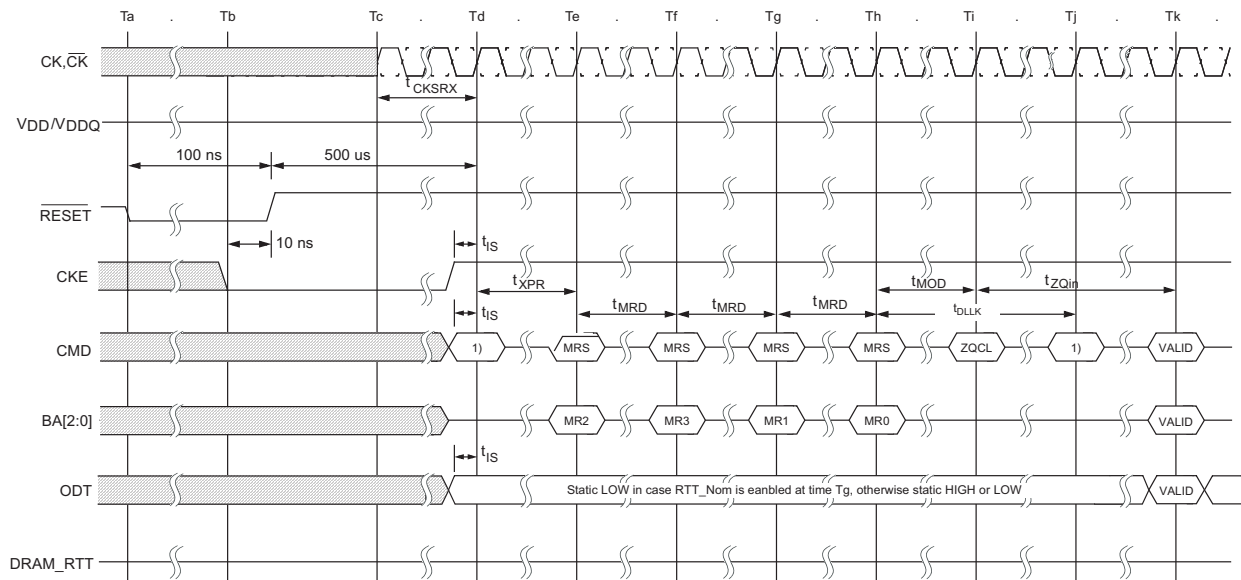 Ta . Tb . Tc . Td . Te . Tf . Tg . Th . Ti . Tj . Tk .
CK,CK
tCKSRX
VDD/VDDQ
100 ns 500 us
RESET
10 ns tIS
CKE
tXPR tMOD tZQin
tMRD tMRD tMRD tDLLK
tIS
CMD 1) MRS MRS MRS MRS ZQCL 1) VALID
BA[2:0] MR2 MR3 MR1 MR0 VALID
tIS
ODT Static LOW in case RTT_Nom is eanbled at time Tg, otherwise static HIGH or LOW VALID
DRAM_RTT